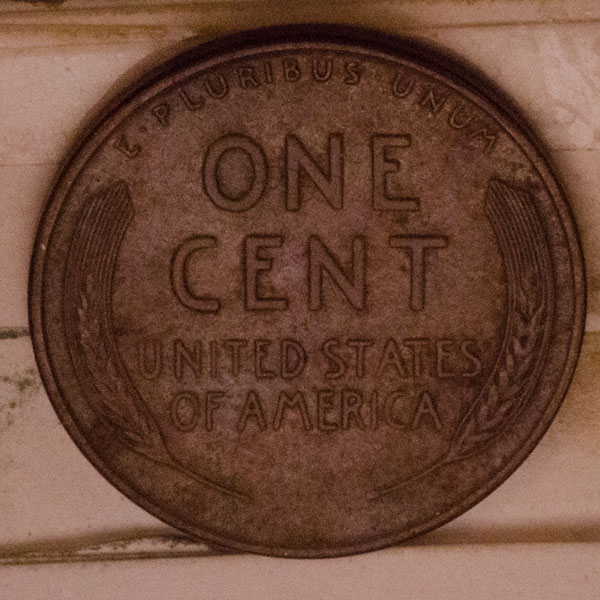 E · PLURIBUS UNUM
ONE
CENT
UNITED STATES
OF AMERICA